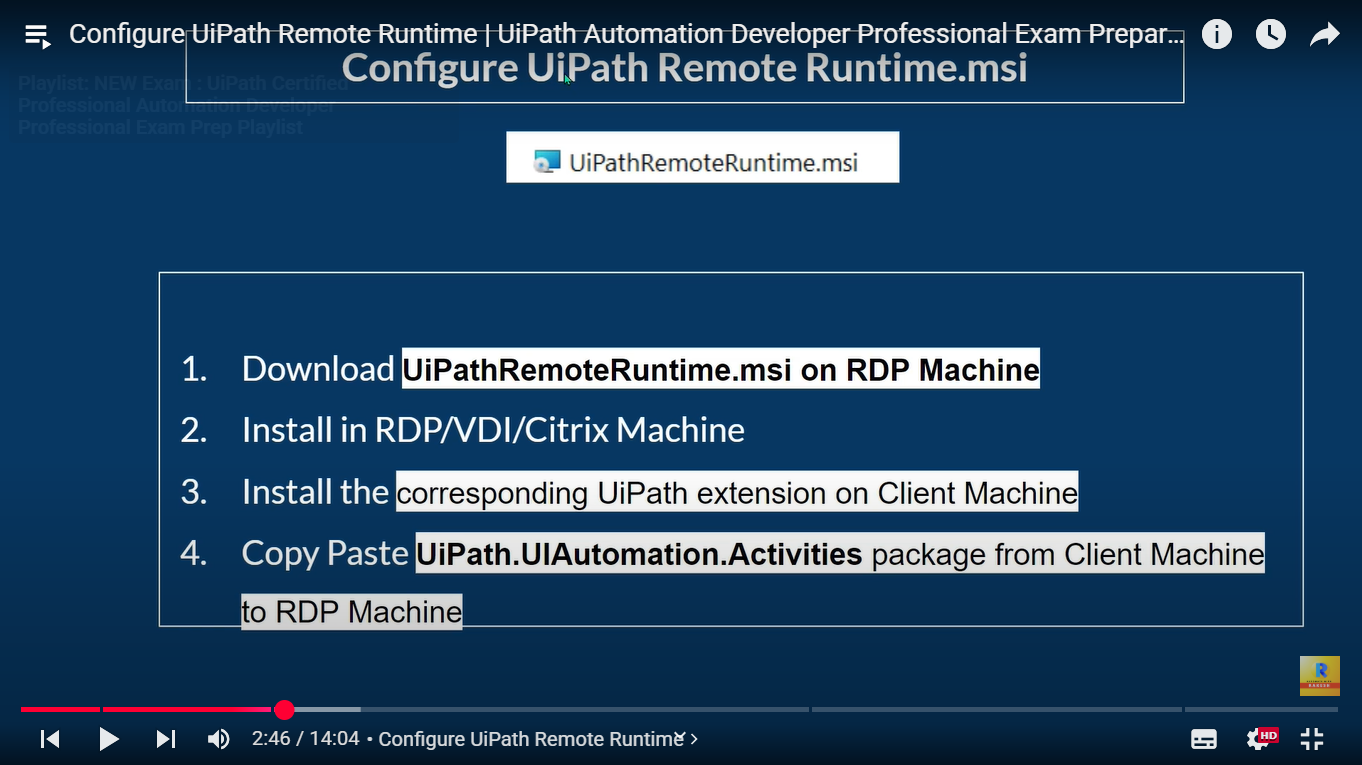 Configure UiPath Remote Runtime | UiPath Automation Developer Professional Exam Prepar...
Configure UiPath Remote Runtime.msi
Playlist: NEW Exam : UiPath Certified
Professional Automation Developer
Professional Exam Prep Playlist
UiPathRemoteRuntime.msi
1. Download UiPathRemoteRuntime.msi on RDP Machine
2. Install in RDP/VDI/Citrix Machine
3. Install the corresponding UiPath extension on Client Machine
4. Copy Paste UiPath.UIAutomation.Activities package from Client Machine
to RDP Machine
R
2:46 / 14:04 • Configure UiPath Remote Runtime
HD